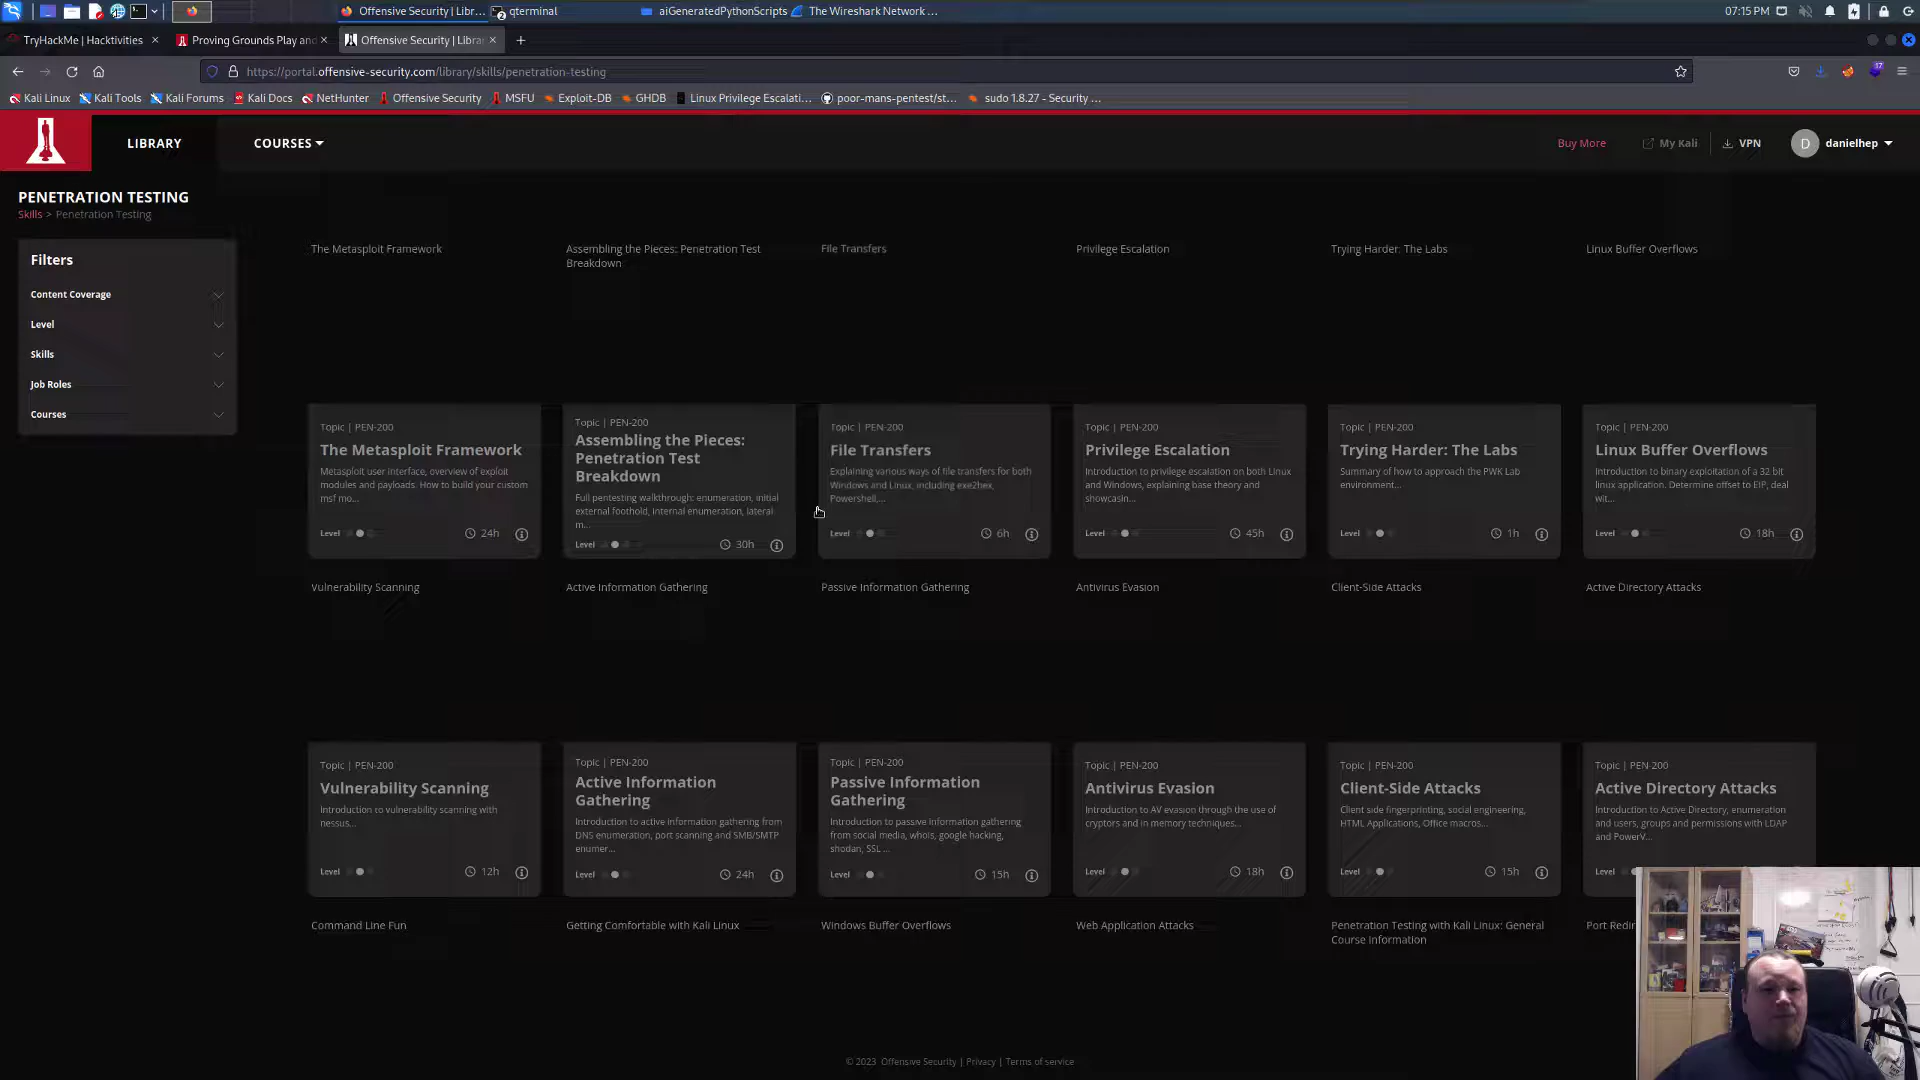 Offensive Security | Libr...
qterminal
aiGeneratedPythonScripts
The Wireshark Network ...
07:15 PM
TryHackMe | Hacktivities
Proving Grounds Play and
Offensive Security | Libra
https://portal.offensive-security.com/library/skills/penetration-testing
17
Kali Linux
Kali Tools
Kali Forums
Kali Docs
NetHunter
Offensive Security
MSFU
Exploit-DB
GHDB
Linux Privilege Escalati...
poor-mans-pentest/st...
sudo 1.8.27 - Security ...
LIBRARY
COURSES
Buy More
My Kali
VPN
D
danielhep
PENETRATION TESTING
Skills > Penetration Testing
Filters
Content Coverage
Level
Skills
Job Roles
Courses
The Metasploit Framework
Assembling the Pieces: Penetration Test
Breakdown
File Transfers
Privilege Escalation
Trying Harder: The Labs
Linux Buffer Overflows
Topic | PEN-200
The Metasploit Framework
Metasploit user interface, overview of exploit
modules and payloads. How to build your custom
msf mo...
Level
24h
Topic | PEN-200
Assembling the Pieces:
Penetration Test
Breakdown
Full pentesting walkthrough: enumeration, initial
external foothold, internal enumeration, lateral
m...
Level
30h
Topic | PEN-200
File Transfers
Explaining various ways of file transfers for both
Windows and Linux, including exe2hex,
Powershell,...
Level
6h
Topic | PEN-200
Privilege Escalation
Introduction to privilege escalation on both Linux
and Windows, explaining base theory and
showcasin...
Level
45h
Topic | PEN-200
Trying Harder: The Labs
Summary of how to approach the PWK Lab
environment...
Level
1h
Topic | PEN-200
Linux Buffer Overflows
Introduction to binary exploitation of a 32 bit
linux application. Determine offset to EIP, deal
wit...
Level
18h
Vulnerability Scanning
Active Information Gathering
Passive Information Gathering
Antivirus Evasion
Client-Side Attacks
Active Directory Attacks
Topic | PEN-200
Vulnerability Scanning
Introduction to vulnerability scanning with
nessus...
Level
12h
Topic | PEN-200
Active Information
Gathering
Introduction to active information gathering from
DNS enumeration, port scanning and SMB/SMTP
enumer...
Level
24h
Topic | PEN-200
Passive Information
Gathering
Introduction to passive information gathering
from social media, whois, google hacking,
shodan, SSL ...
Level
15h
Topic | PEN-200
Antivirus Evasion
Introduction to AV evasion through the use of
cryptors and in memory techniques...
Level
18h
Topic | PEN-200
Client-Side Attacks
Client side fingerprinting, social engineering,
HTML Applications, Office macros...
Level
15h
Topic | PEN-200
Active Directory Attacks
Introduction to Active Directory, enumeration
and users, groups and permissions with LDAP
and PowerV...
Level
Command Line Fun
Getting Comfortable with Kali Linux
Windows Buffer Overflows
Web Application Attacks
Penetration Testing with Kali Linux: General
Course Information
Port Redir
© 2023 Offensive Security | Privacy | Terms of service